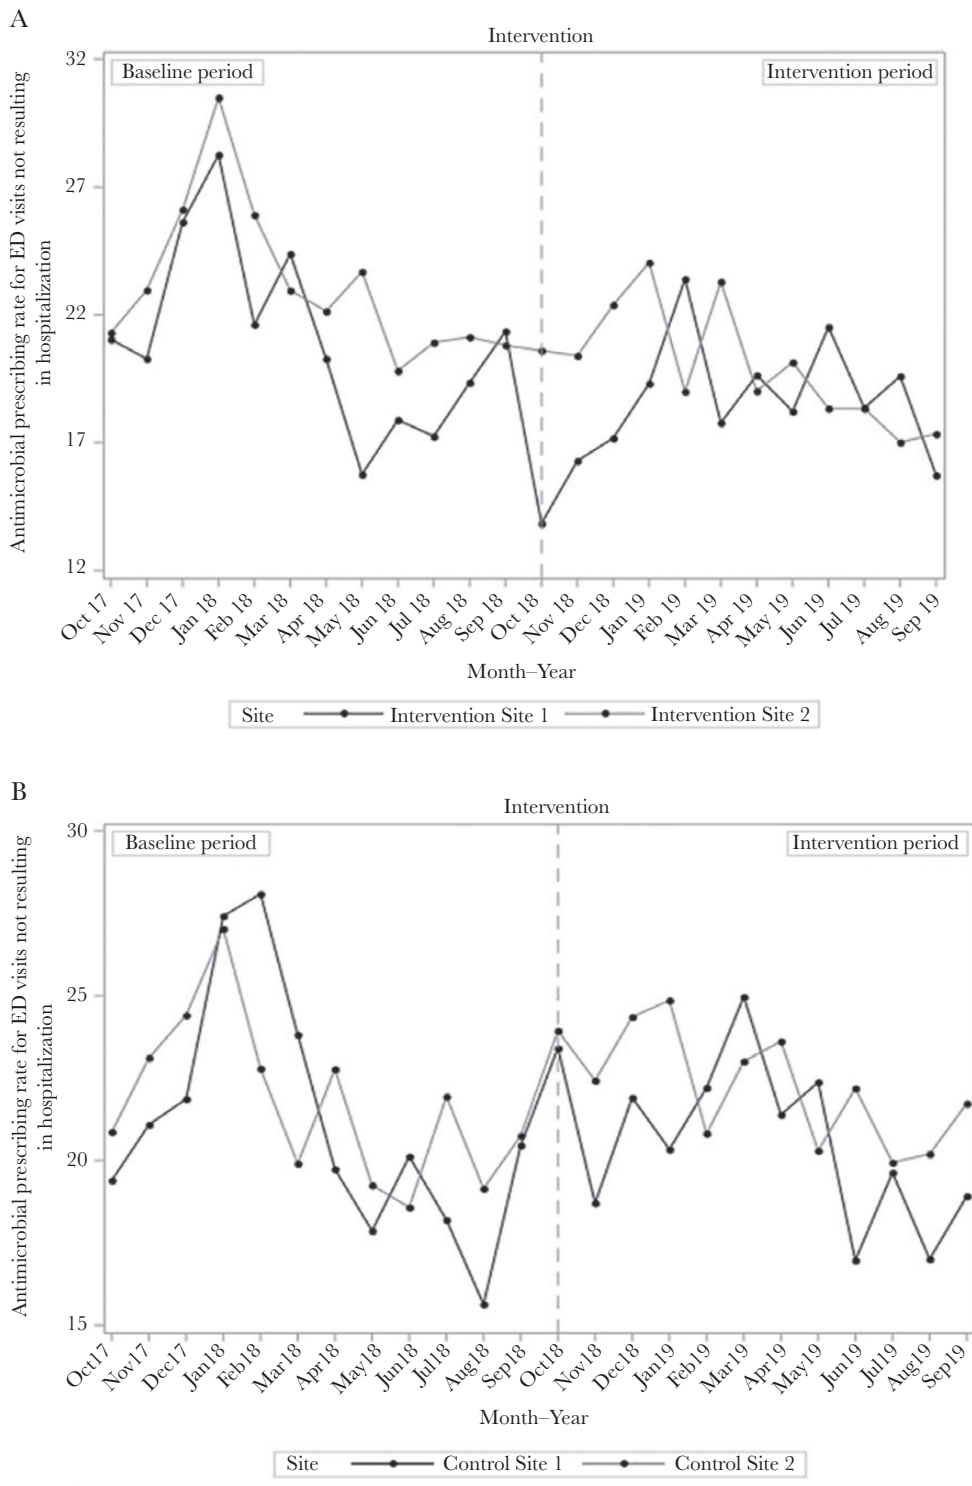 A
Intervention
Baseline period
Intervention period
Antimicrobial prescribing rate for ED visits not resulting
in hospitalization
32
27
22
17
12
Oct 17
Nov 17
Dec 17
Jan 18
Feb 18
Mar 18
Apr 18
May 18
Jun 18
Jul 18
Aug 18
Sep 18
Oct 18
Nov 18
Dec 18
Jan 19
Feb 19
Mar 19
Apr 19
May 19
Jun 19
Jul 19
Aug 19
Sep 19
Month–Year
Site Intervention Site 1 Intervention Site 2
B
Intervention
Baseline period
Intervention period
Antimicrobial prescribing rate for ED visits not resulting
in hospitalization
30
25
20
15
Oct17
Nov17
Dec17
Jan18
Feb18
Mar18
Apr18
May18
Jun18
Jul18
Aug18
Sep18
Oct18
Nov18
Dec18
Jan19
Feb19
Mar19
Apr19
May19
Jun19
Jul19
Aug19
Sep19
Month–Year
Site Control Site 1 Control Site 2